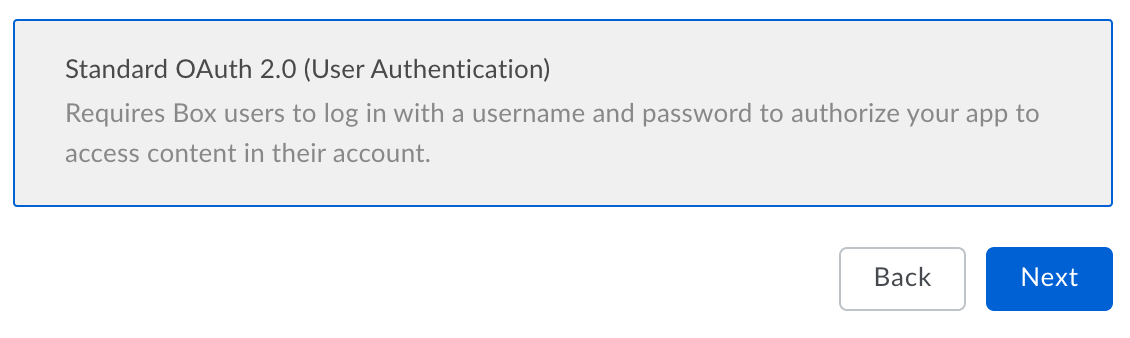 Standard OAuth 2.0 (User Authentication)
Requires Box users to log in with a username and password to authorize your app to
access content in their account.
Back
Next